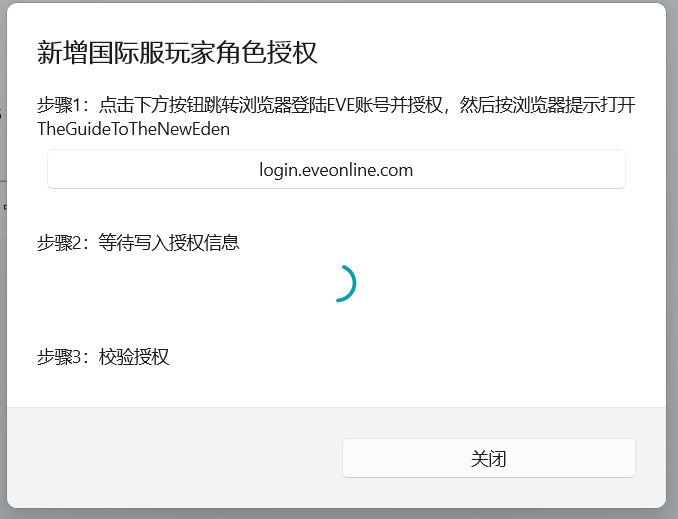 新增国际服玩家角色授权
步骤1：点击下方按钮跳转浏览器登陆EVE账号并授权，然后按浏览器提示打开
TheGuideToTheNewEden
login.eveonline.com
步骤2：等待写入授权信息
步骤3：校验授权
关闭